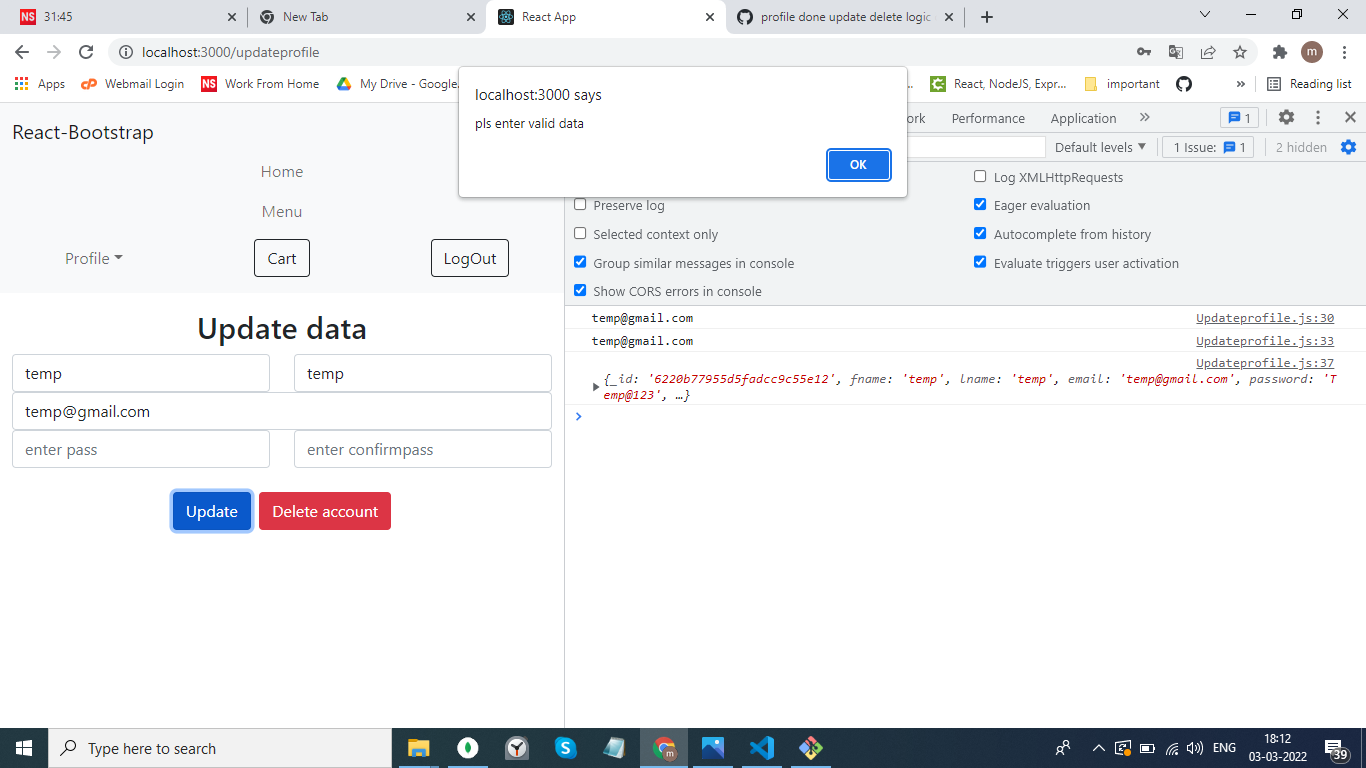 31:45
New Tab
React App
profile done update delete logic
localhost:3000/updateprofile
m
Apps
Webmail Login
NS Work From Home
My Drive - Google
React, NodeJS, Expr...
important
»
Reading list
localhost:3000 says
pls enter valid data
OK
React-Bootstrap
Home
Menu
Profile
Cart
LogOut
Update data
temp
temp
temp@gmail.com
enter pass
enter confirmpass
Update
Delete account
Performance
Application
»
1
Default levels
1 Issue: 1
2 hidden
Log XMLHttpRequests
Preserve log
Eager evaluation
Selected context only
Autocomplete from history
Group similar messages in console
Evaluate triggers user activation
Show CORS errors in console
temp@gmail.com Updateprofile.js:30
temp@gmail.com Updateprofile.js:33
Updateprofile.js:37
{_id: '6220b77955d5fadcc9c55e12', fname: 'temp', lname: 'temp', email: 'temp@gmail.com', password: 'T
emp@123', …}
Type here to search
ENG
18:12
03-03-2022
39